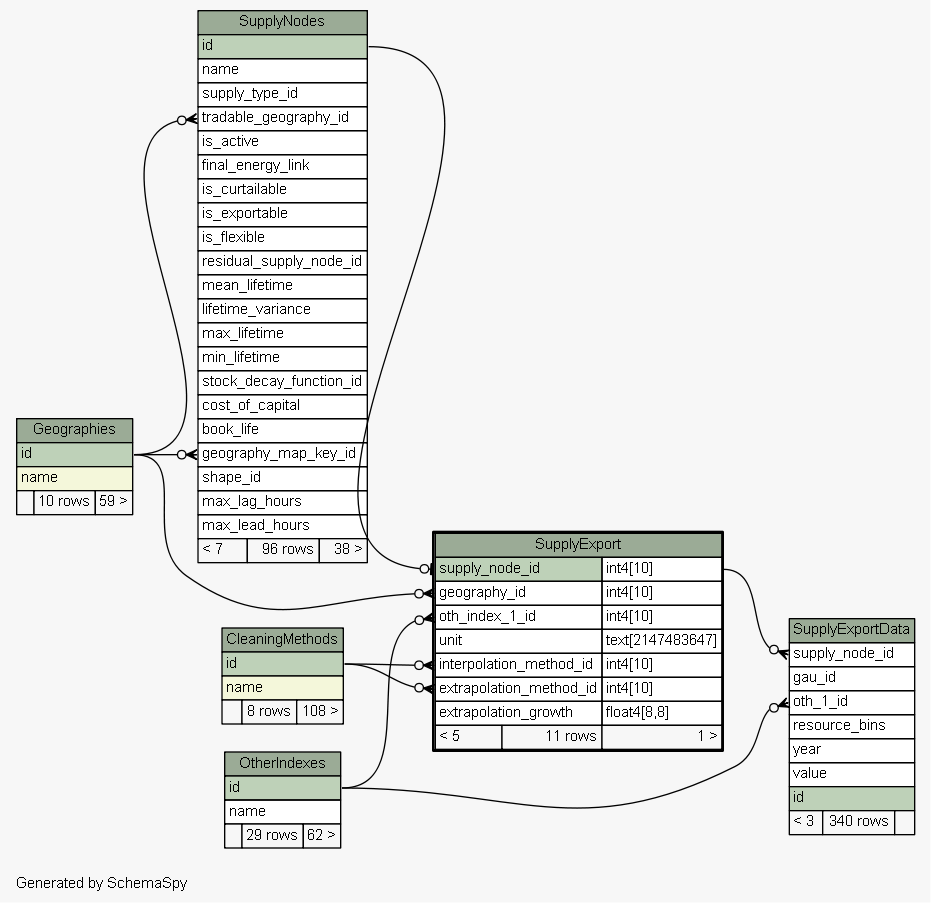 SupplyNodes
id
name
supply_type_id
tradable_geography_id
is_active
final_energy_link
is_curtailable
is_exportable
is_flexible
residual_supply_node_id
mean_lifetime
lifetime_variance
max_lifetime
min_lifetime
stock_decay_function_id
cost_of_capital
book_life
geography_map_key_id
shape_id
max_lag_hours
max_lead_hours
< 7 96 rows 38 >
Geographies
id
name
10 rows 59 >
SupplyExport
supply_node_id int4[10]
geography_id int4[10]
oth_index_1_id int4[10]
unit text[2147483647]
interpolation_method_id int4[10]
extrapolation_method_id int4[10]
extrapolation_growth float4[8,8]
< 5 11 rows 1 >
CleaningMethods
id
name
8 rows 108 >
OtherIndexes
id
name
29 rows 62 >
SupplyExportData
supply_node_id
gau_id
oth_1_id
resource_bins
year
value
id
< 3 340 rows
Generated by SchemaSpy